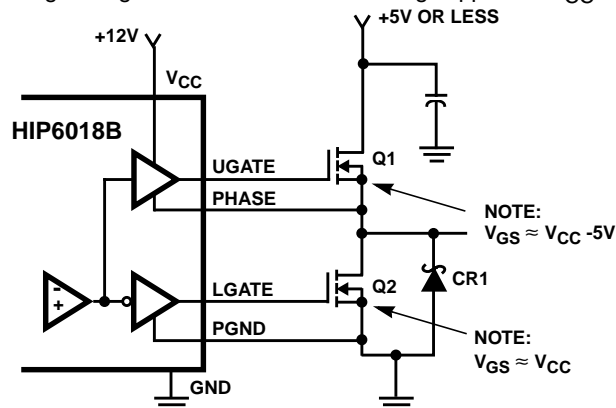 +5V OR LESS
+12V
VCC
HIP6018B
UGATE
Q1
PHASE
NOTE:
VGS ≈ VCC -5V
-
+
LGATE
Q2
CR1
PGND
NOTE:
VGS ≈ VCC
GND